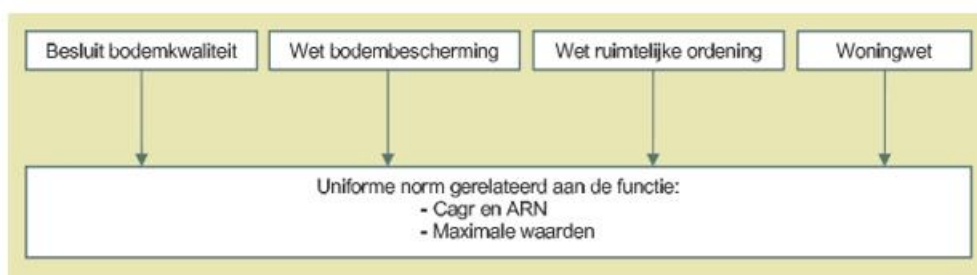 Besluit bodemkwaliteit
Wet bodembescherming
Wet ruimtelijke ordening
Woningwet
Uniforme norm gerelateerd aan de functie:
- Cagr en ARN
- Maximale waarden